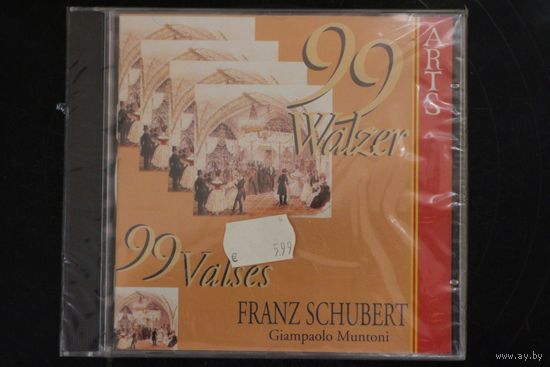 99
Walzer
ARTS
€ 5.99
99 Valses
FRANZ SCHUBERT
Giampaolo Muntoni
www.ay.by